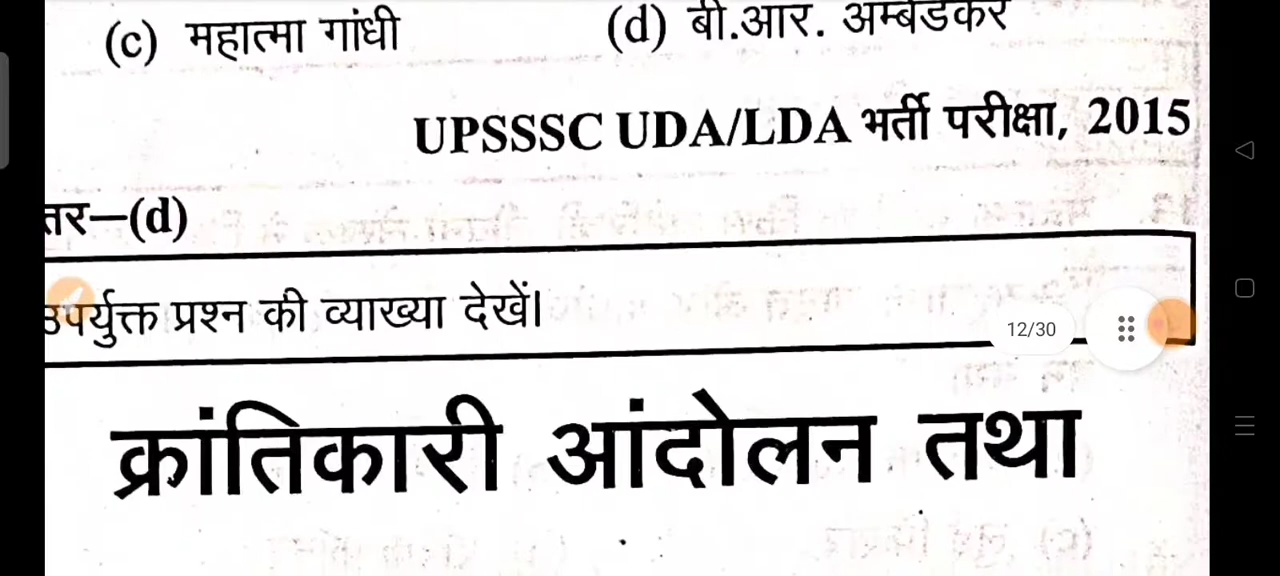 (c) महात्मा गांधी (d) बी.आर. अम्बेडकर
UPSSSC UDA/LDA भर्ती परीक्षा, 2015
तर—(d)
उपर्युक्त प्रश्न की व्याख्या देखें।
12/30
क्रांतिकारी आंदोलन तथा